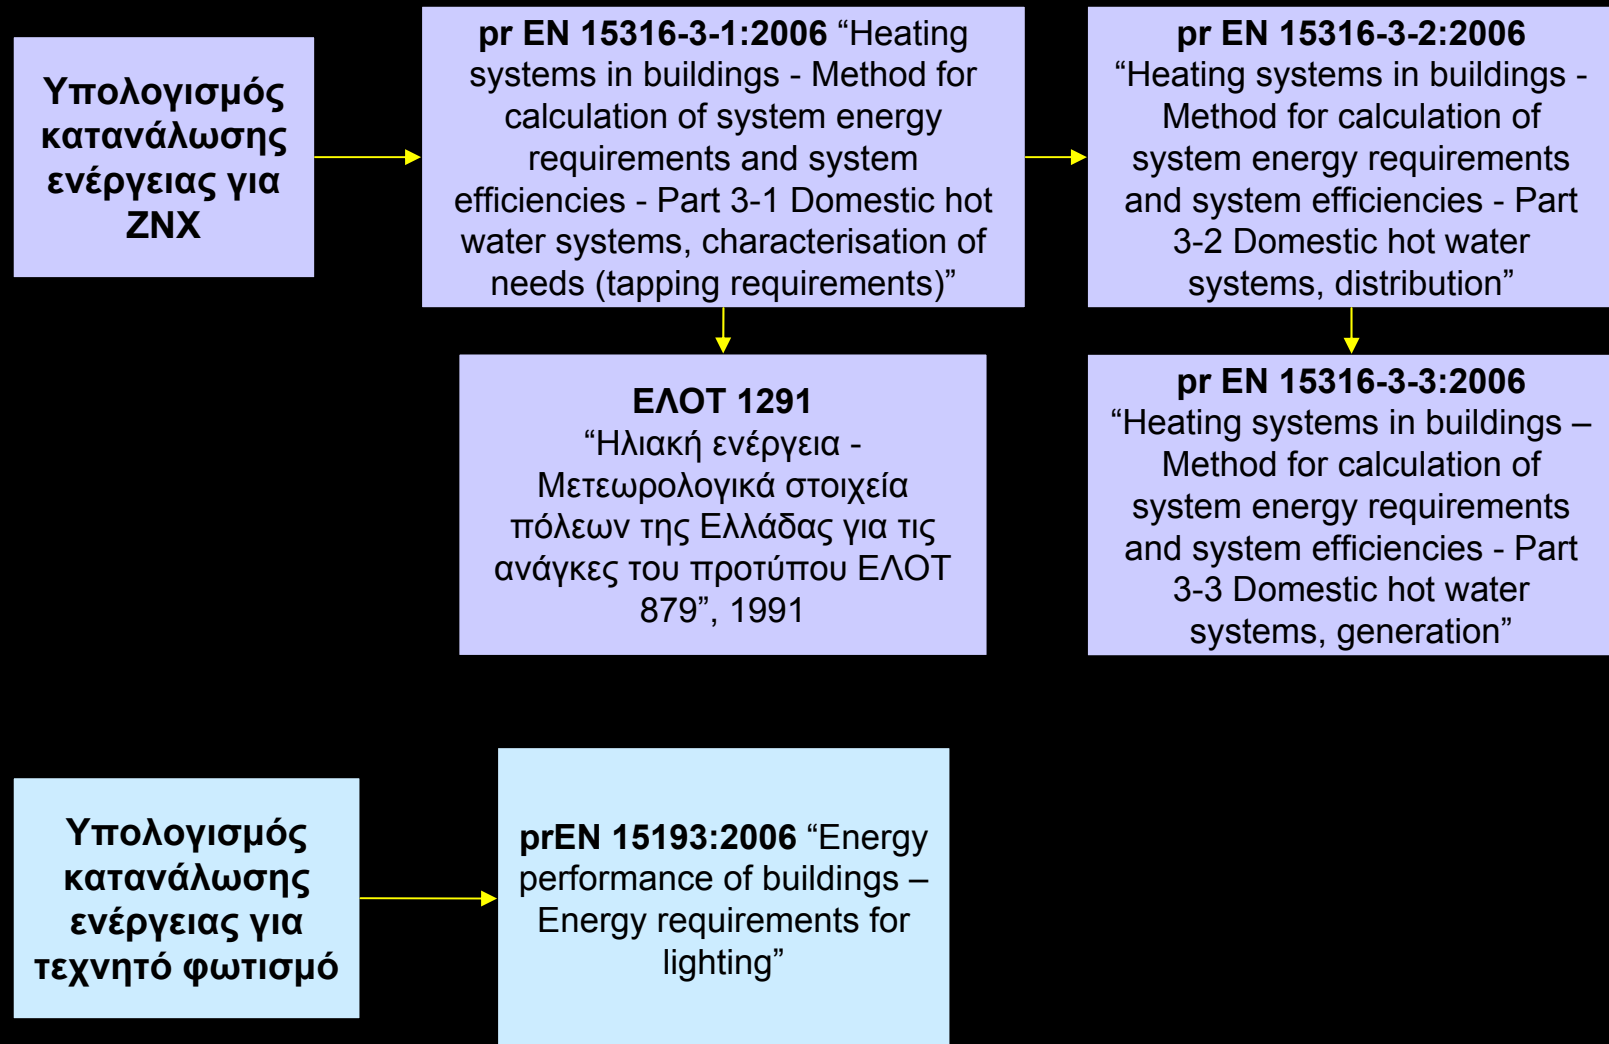 Υπολογισμός
κατανάλωσης
ενέργειας για
ΖΝΧ
pr EN 15316-3-1:2006 “Heating
systems in buildings - Method for
calculation of system energy
requirements and system
efficiencies - Part 3-1 Domestic hot
water systems, characterisation of
needs (tapping requirements)”
pr EN 15316-3-2:2006
“Heating systems in buildings -
Method for calculation of
system energy requirements
and system efficiencies - Part
3-2 Domestic hot water
systems, distribution”
ΕΛΟΤ 1291
“Ηλιακή ενέργεια -
Μετεωρολογικά στοιχεία
πόλεων της Ελλάδας για τις
ανάγκες του προτύπου ΕΛΟΤ
879”, 1991
pr EN 15316-3-3:2006
“Heating systems in buildings –
Method for calculation of
system energy requirements
and system efficiencies - Part
3-3 Domestic hot water
systems, generation”
Υπολογισμός
κατανάλωσης
ενέργειας για
τεχνητό φωτισμό
prEN 15193:2006 “Energy
performance of buildings –
Energy requirements for
lighting”